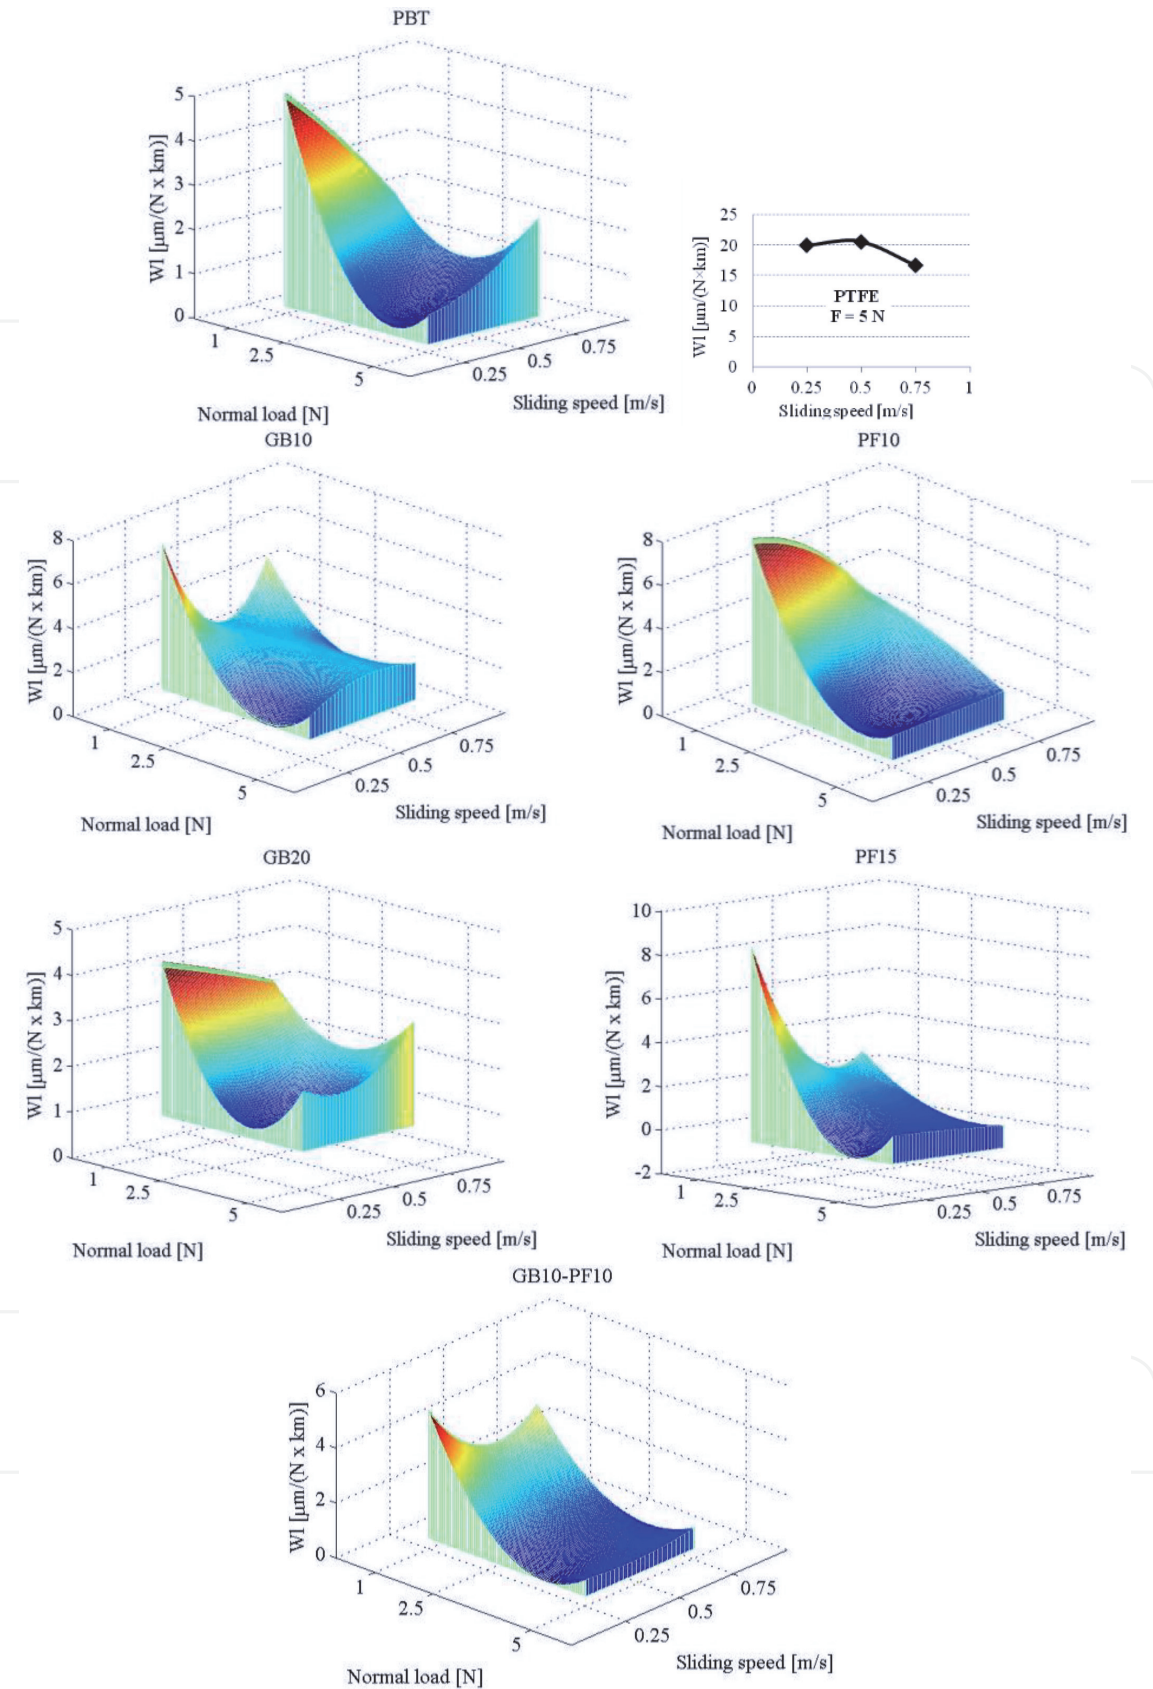 PBT
5
4
3
2
1
0
Wl [µm/(N x km)]
1
2.5
5
0.25
0.5
0.75
Normal load [N]
Sliding speed [m/s]
25
20
15
10
5
0
Wl [µm/(N×km)]
PTFE
F = 5 N
0
0.25
0.5
0.75
1
Sliding speed [m/s]
GB10
8
6
4
2
0
Wl [µm/(N x km)]
1
2.5
5
0.25
0.5
0.75
Normal load [N]
Sliding speed [m/s]
PF10
8
6
4
2
0
Wl [µm/(N x km)]
1
2.5
5
0.25
0.5
0.75
Normal load [N]
Sliding speed [m/s]
GB20
5
4
3
2
1
0
Wl [µm/(N x km)]
1
2.5
5
0.25
0.5
0.75
Normal load [N]
Sliding speed [m/s]
PF15
10
8
6
4
2
0
-2
Wl [µm/(N x km)]
1
2.5
5
0.25
0.5
0.75
Normal load [N]
Sliding speed [m/s]
GB10-PF10
6
4
2
0
Wl [µm/(N x km)]
1
2.5
5
0.25
0.5
0.75
Normal load [N]
Sliding speed [m/s]